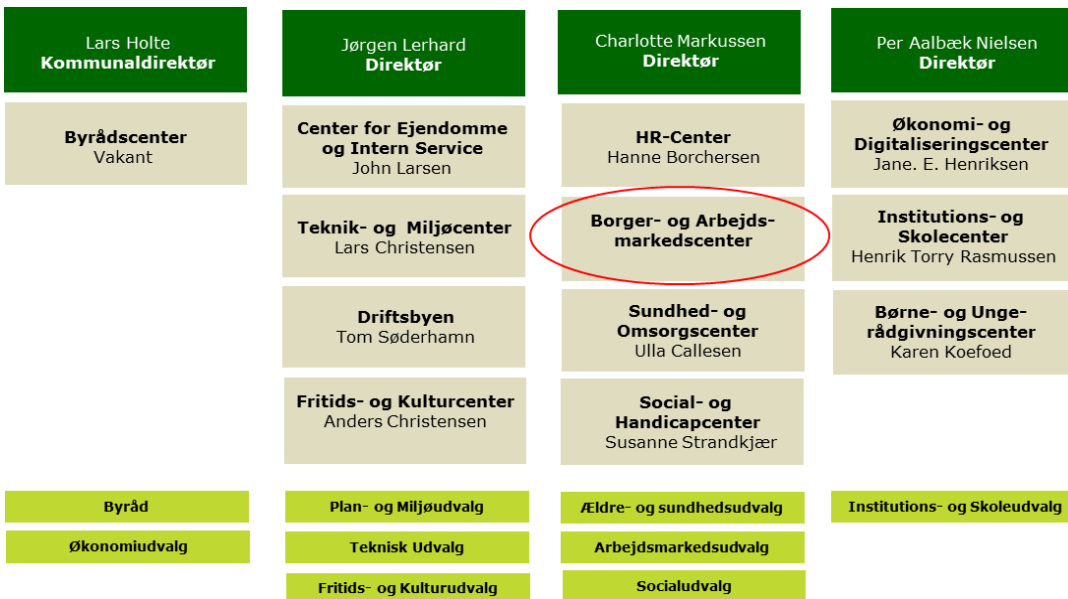 Lars Holte
Kommunaldirektør
Byrådscenter
Vakant
Jørgen Lerhard
Direktør
Center for Ejendomme
og Intern Service
John Larsen
Teknik- og Miljøcenter
Lars Christensen
Driftsbyen
Tom Søderhamn
Fritids- og Kulturcenter
Anders Christensen
Charlotte Markussen
Direktør
HR-Center
Hanne Borchersen
Borger- og Arbejds-
markedscenter
Sundhed- og
Omsorgscenter
Ulla Callesen
Social- og
Handicapcenter
Susanne Strandkjær
Per Aalbæk Nielsen
Direktør
Økonomi- og
Digitaliseringscenter
Jane. E. Henriksen
Institutions- og
Skolecenter
Henrik Torry Rasmussen
Børne- og Unge-
rådgivningscenter
Karen Koefoed
Byråd
Økonomiudvalg
Plan- og Miljøudvalg
Teknisk Udvalg
Fritids- og Kulturudvalg
Ældre- og sundhedsudvalg
Arbejdsmarkedsudvalg
Socialudvalg
Institutions- og Skoleudvalg